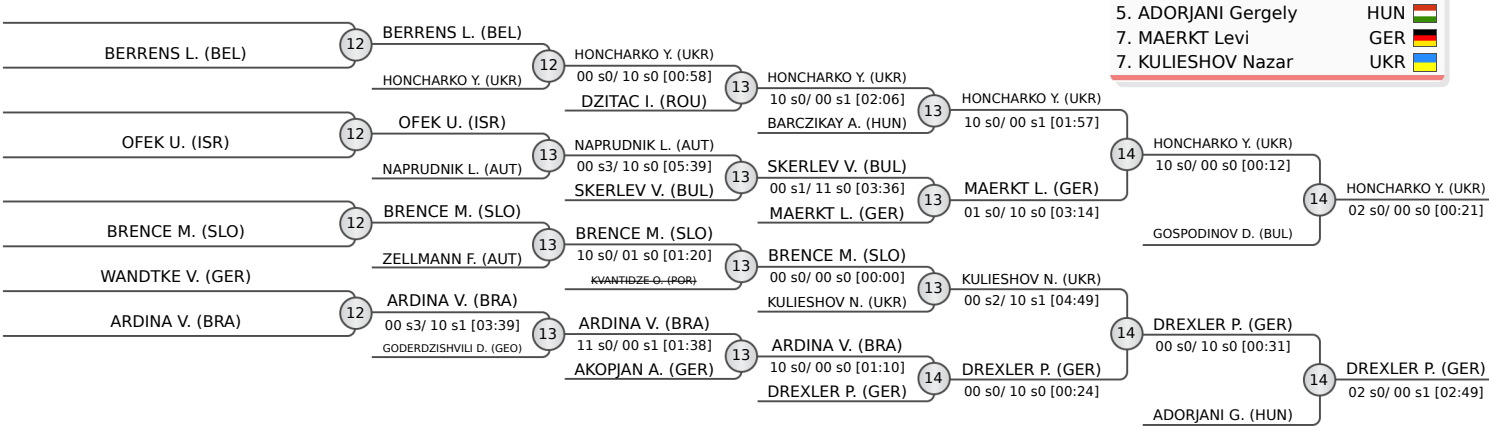 5. ADORJANI Gergely HUN
7. MAERKT Levi GER
7. KULIESHOV Nazar UKR
BERRENS L. (BEL)
12
OFEK U. (ISR)
12
BRENCE M. (SLO)
12
WANDTKE V. (GER)
12
ARDINA V. (BRA)
BERRENS L. (BEL)
12
HONCHARKO Y. (UKR)
OFEK U. (ISR)
13
NAPRUDNIK L. (AUT)
BRENCE M. (SLO)
13
ZELLMANN F. (AUT)
ARDINA V. (BRA)
00 s3/ 10 s1 [03:39]
13
GODERDZISHVILI D. (GEO)
HONCHARKO Y. (UKR)
00 s0/ 10 s0 [00:58]
13
DZITAC I. (ROU)
NAPRUDNIK L. (AUT)
00 s3/ 10 s0 [05:39]
13
SKERLEV V. (BUL)
BRENCE M. (SLO)
10 s0/ 01 s0 [01:20]
13
KVANTIDZE O. (POR)
ARDINA V. (BRA)
11 s0/ 00 s1 [01:38]
13
AKOPJAN A. (GER)
HONCHARKO Y. (UKR)
10 s0/ 00 s1 [02:06]
13
BARCZIKAY A. (HUN)
SKERLEV V. (BUL)
00 s1/ 11 s0 [03:36]
13
MAERKT L. (GER)
BRENCE M. (SLO)
00 s0/ 00 s0 [00:00]
13
KULIESHOV N. (UKR)
ARDINA V. (BRA)
10 s0/ 00 s0 [01:10]
14
DREXLER P. (GER)
HONCHARKO Y. (UKR)
10 s0/ 00 s1 [01:57]
14
MAERKT L. (GER)
01 s0/ 10 s0 [03:14]
KULIESHOV N. (UKR)
00 s2/ 10 s1 [04:49]
14
DREXLER P. (GER)
00 s0/ 10 s0 [00:24]
HONCHARKO Y. (UKR)
10 s0/ 00 s0 [00:12]
14
GOSPODINOV D. (BUL)
DREXLER P. (GER)
00 s0/ 10 s0 [00:31]
14
ADORJANI G. (HUN)
HONCHARKO Y. (UKR)
02 s0/ 00 s0 [00:21]
DREXLER P. (GER)
02 s0/ 00 s1 [02:49]